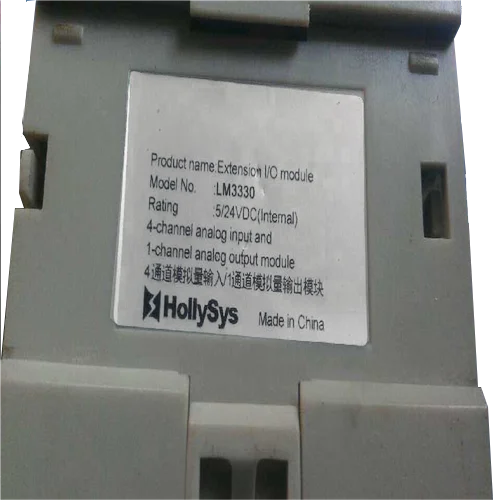 Product name:Extension I/O module
Model No. :LM3330
Rating :5/24VDC(Internal)
4-channel analog input and
1-channel analog output module
4通道模拟量输入/1通道模拟量输出模块
HollySys Made in China